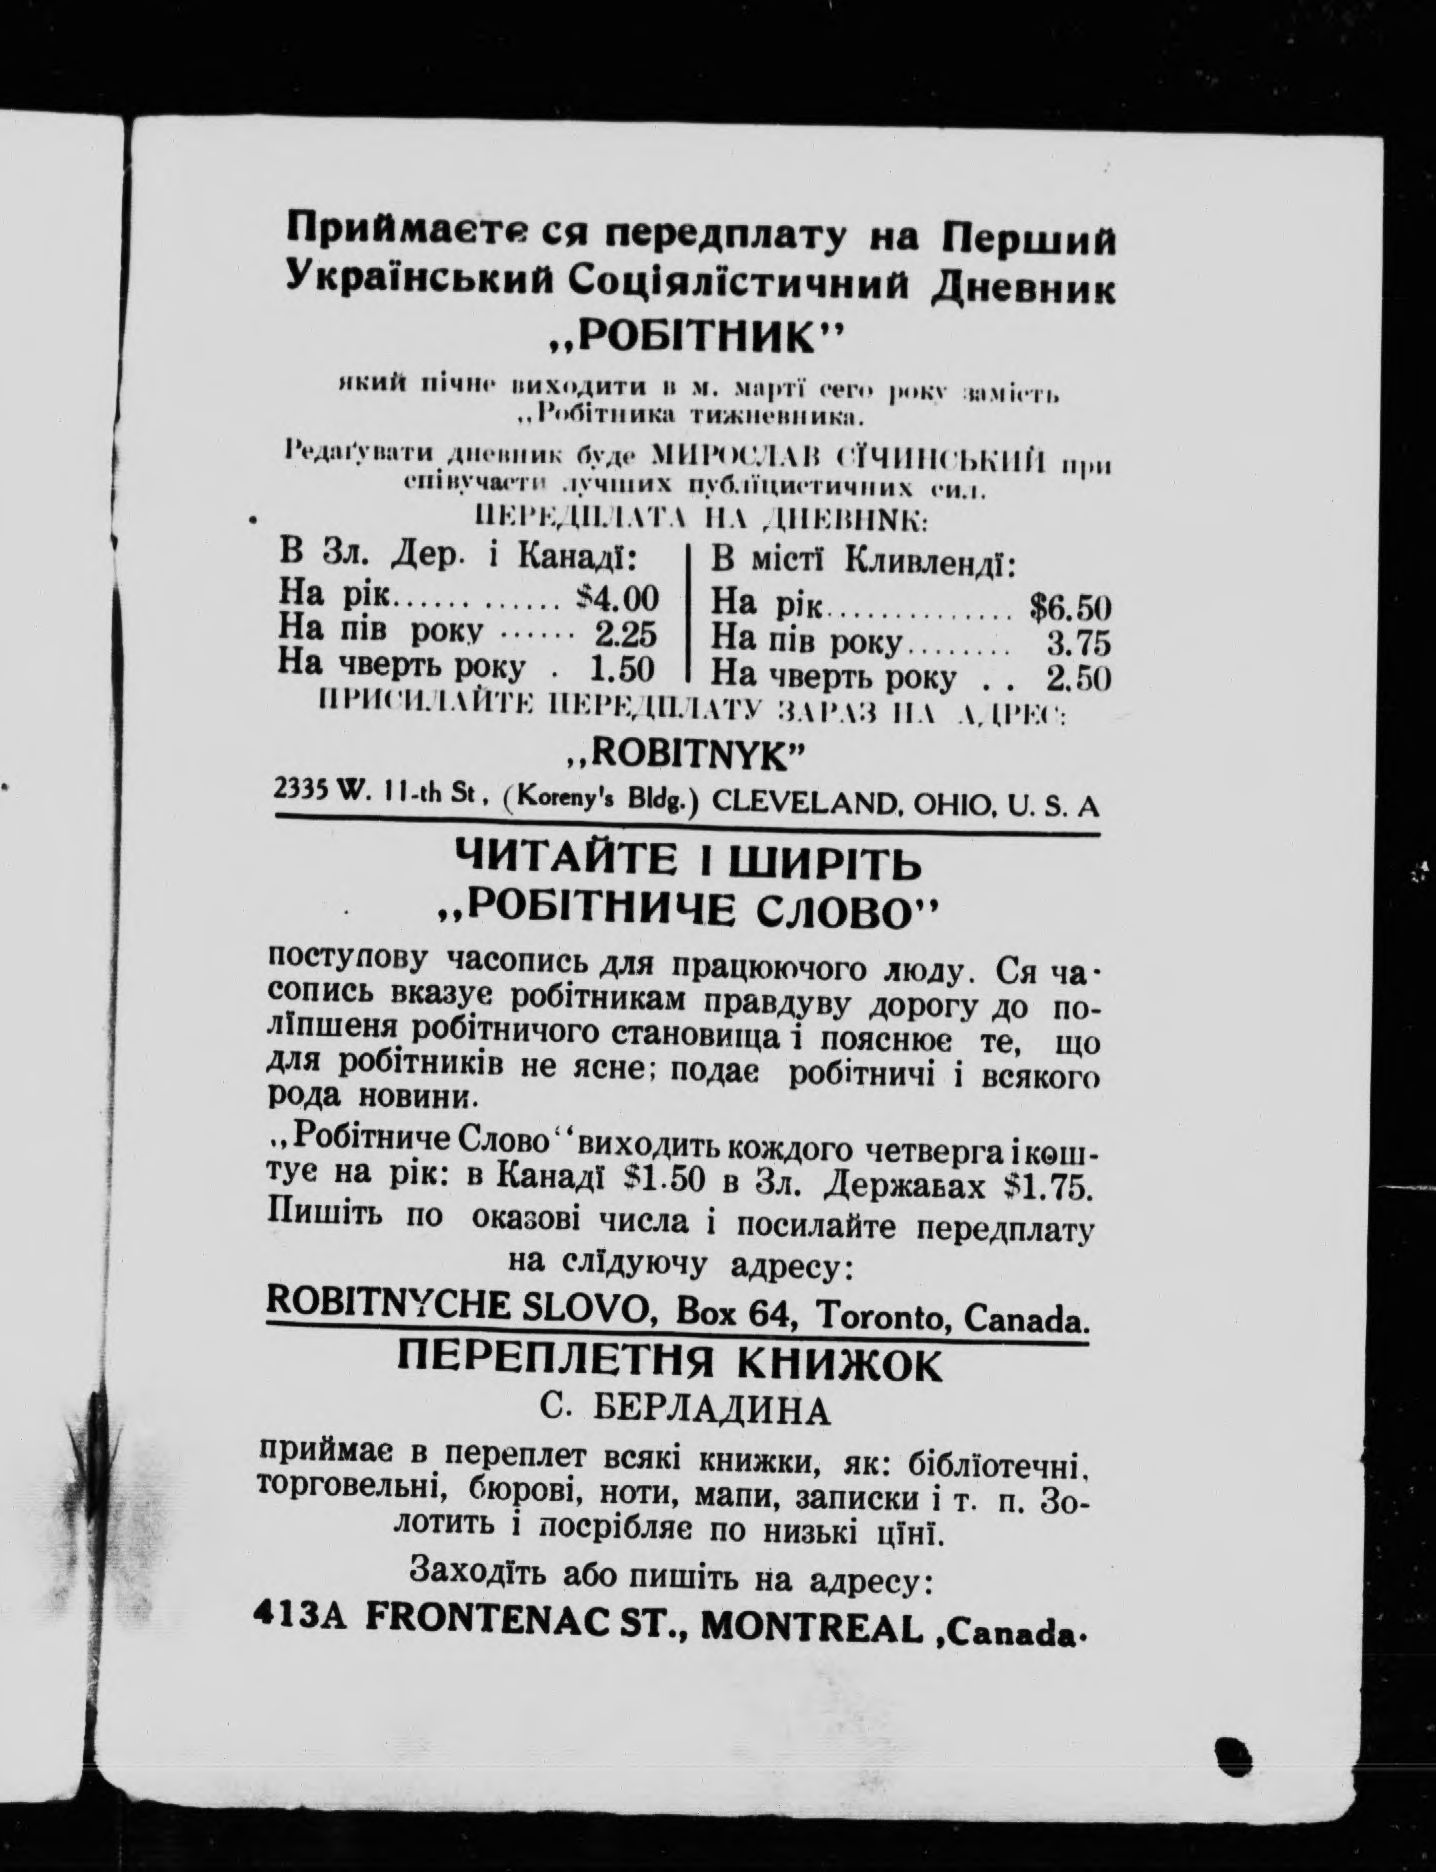 Приймаєте ся передплату на Перший
Український Соціялїстичний Дневник
„РОБІТНИК”
який пічне виходити в м. мартї сего року замість
„Робітника тижневника.
Редаґувати дневник буде МИРОСЛАВ СЇЧИНСЬКИЙ при
співучасти лучших публїцистичних сил.
ПЕРЕДПЛАТА НА ДНЕВНNК:
В Зл. Дер. і Канадї:
На рік............ $4.00
На пів року ...... 2.25
На чверть року . 1.50
В містї Кливлендї:
На рік.............. $6.50
На пів року........ 3.75
На чверть року . . 2.50
ПРИСИЛАЙТЕ ПЕРЕДПЛАТУ ЗАРАЗ НА АДРЕС:
„ROBITNYK”
2335 W. 11-th St, (Koreny's Bldg.) CLEVELAND, OHIO, U. S. A
ЧИТАЙТЕ І ШИРІТЬ
„РОБІТНИЧЕ СЛОВО”
поступову часопись для працюючого люду. Ся ча-
сопись вказує робітникам правдуву дорогу до по-
лїпшеня робітничого становища і пояснює те, що
для робітників не ясне; подає робітничі і всякого
рода новини.
„Робітниче Слово“ виходить кождого четверга і кош-
тує на рік: в Канадї $1.50 в Зл. Державах $1.75.
Пишіть по оказові числа і посилайте передплату
на слїдуючу адресу:
ROBITNYCHE SLOVO, Box 64, Toronto, Canada.
ПЕРЕПЛЕТНЯ КНИЖОК
С. БЕРЛАДИНА
приймає в переплет всякі книжки, як: біблїотечні,
торговельні, бюрові, ноти, мапи, записки і т. п. Зо-
лотить і посрібляє по низькі цїнї.
Заходїть або пишіть на адресу:
413A FRONTENAC ST., MONTREAL ,Canada.